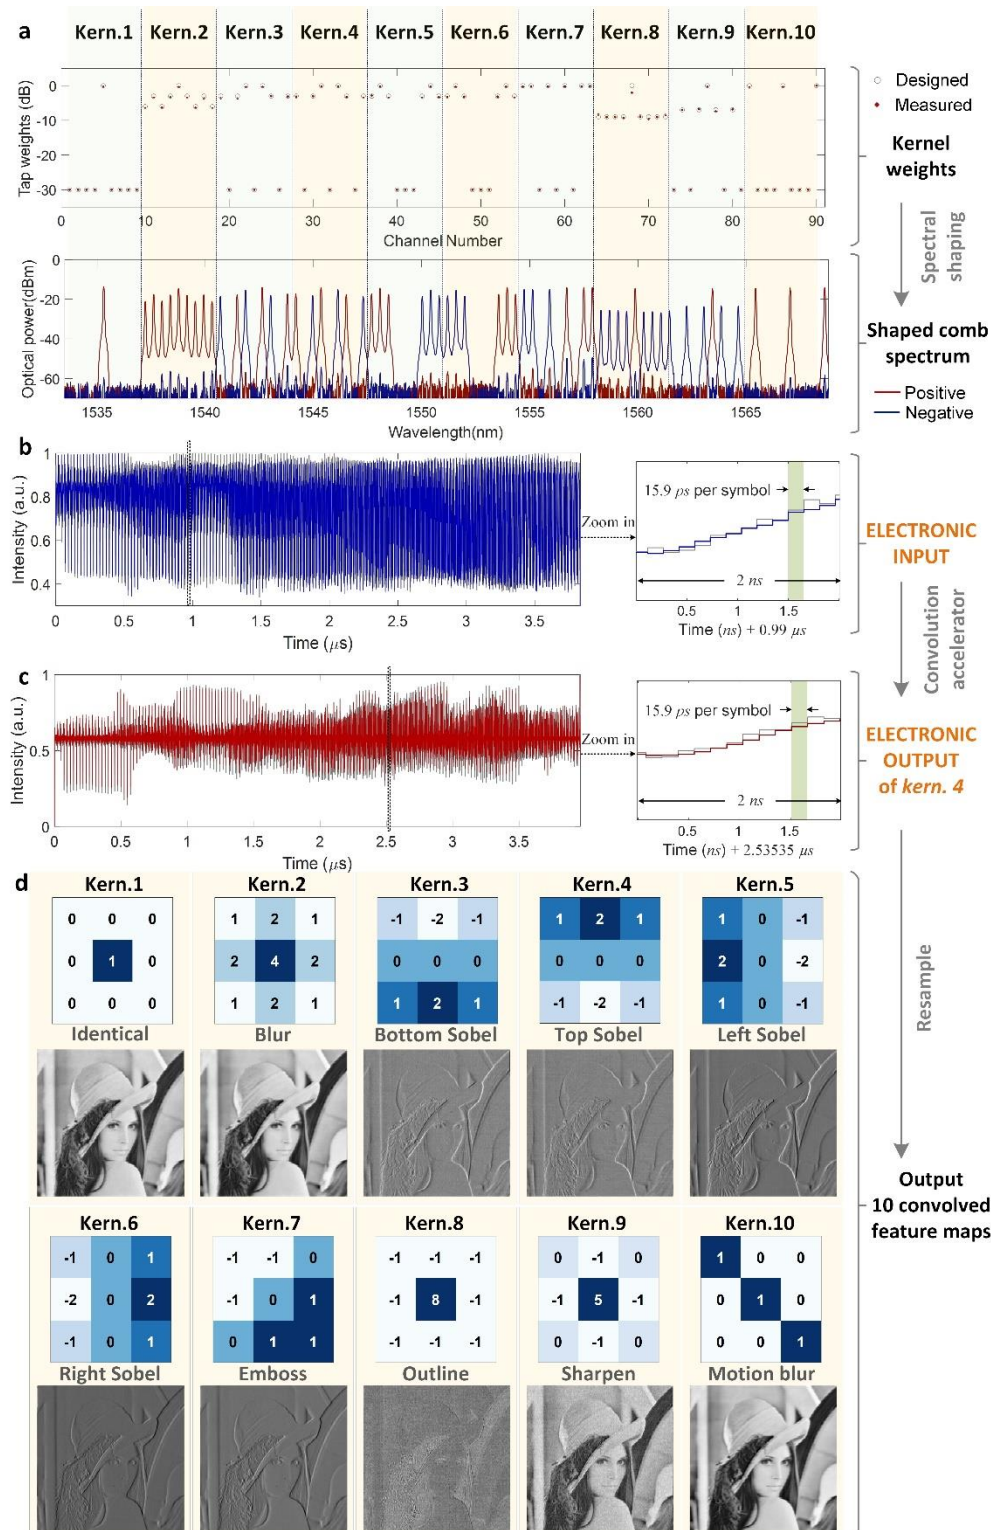 a
Kern.1 Kern.2 Kern.3 Kern.4 Kern.5 Kern.6 Kern.7 Kern.8 Kern.9 Kern.10
Tap weights (dB)
0
-10
-20
-30
0 10 20 30 40 50 60 70 80 90
Channel Number
Designed
Measured
Kernel
weights
Spectral
shaping
Optical power(dBm)
0
-20
-40
-60
1535 1540 1545 1550 1555 1560 1565
Wavelength(nm)
Shaped comb
spectrum
Positive
Negative
b
Intensity (a.u.)
1
0.8
0.6
0.4
0 0.5 1 1.5 2 2.5 3 3.5
Time (μs)
Zoom in
15.9 ps per symbol
2 ns
0.5 1 1.5
Time (ns) + 0.99 μs
ELECTRONIC
INPUT
Convolution
accelerator
c
Intensity (a.u.)
1
0.5
0
0 0.5 1 1.5 2 2.5 3 3.5
Time (μs)
Zoom in
15.9 ps per symbol
2 ns
0.5 1 1.5
Time (ns) + 2.53535 μs
ELECTRONIC
OUTPUT
of kern. 4
Resample
d
Kern.1 Kern.2 Kern.3 Kern.4 Kern.5
0 0 0 1 2 1 -1 -2 -1 1 2 1 1 0 -1
0 1 0 2 4 2 0 0 0 0 0 0 2 0 -2
0 0 0 1 2 1 1 2 1 -1 -2 -1 1 0 -1
Identical Blur Bottom Sobel Top Sobel Left Sobel
Output
10 convolved
feature maps
Kern.6 Kern.7 Kern.8 Kern.9 Kern.10
-1 0 1 -1 -1 0 -1 -1 -1 0 -1 0 1 0 0
-2 0 2 -1 0 1 -1 8 -1 -1 5 -1 0 1 0
-1 0 1 0 1 1 -1 -1 -1 0 -1 0 0 0 1
Right Sobel Emboss Outline Sharpen Motion blur